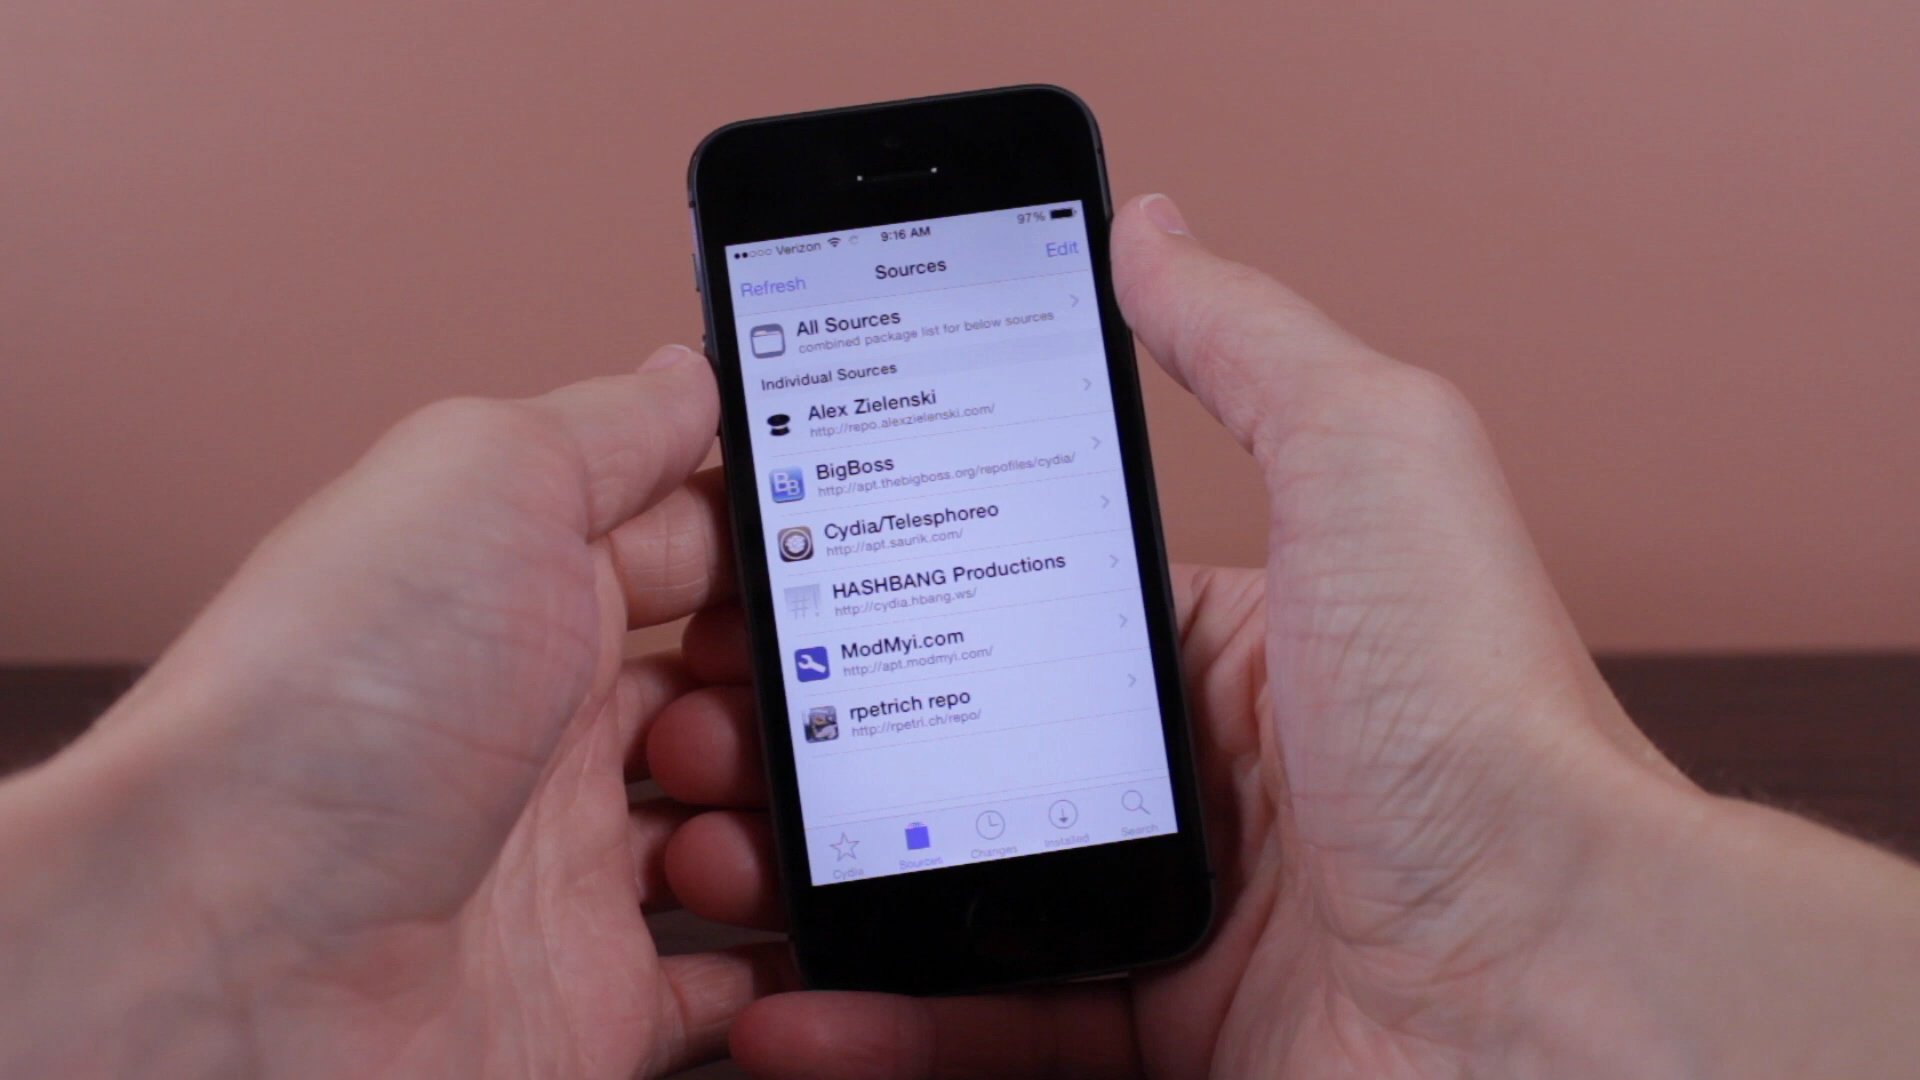 Verizon 9:16 AM 97%
Refresh Sources Edit
All Sources
combined package list for below sources
Individual Sources
Alex Zielenski
http://repo.alexzielenski.com/
BigBoss
http://apt.thebigboss.org/repofiles/cydia/
BB
Cydia/Telesphoreo
http://apt.saurik.com/
HASHBANG Productions
http://cydia.hbang.ws/
#!
ModMyi.com
http://apt.modmyi.com/
rpetrich repo
http://rpetri.ch/repo/
Cydia Sources Changes Installed Search